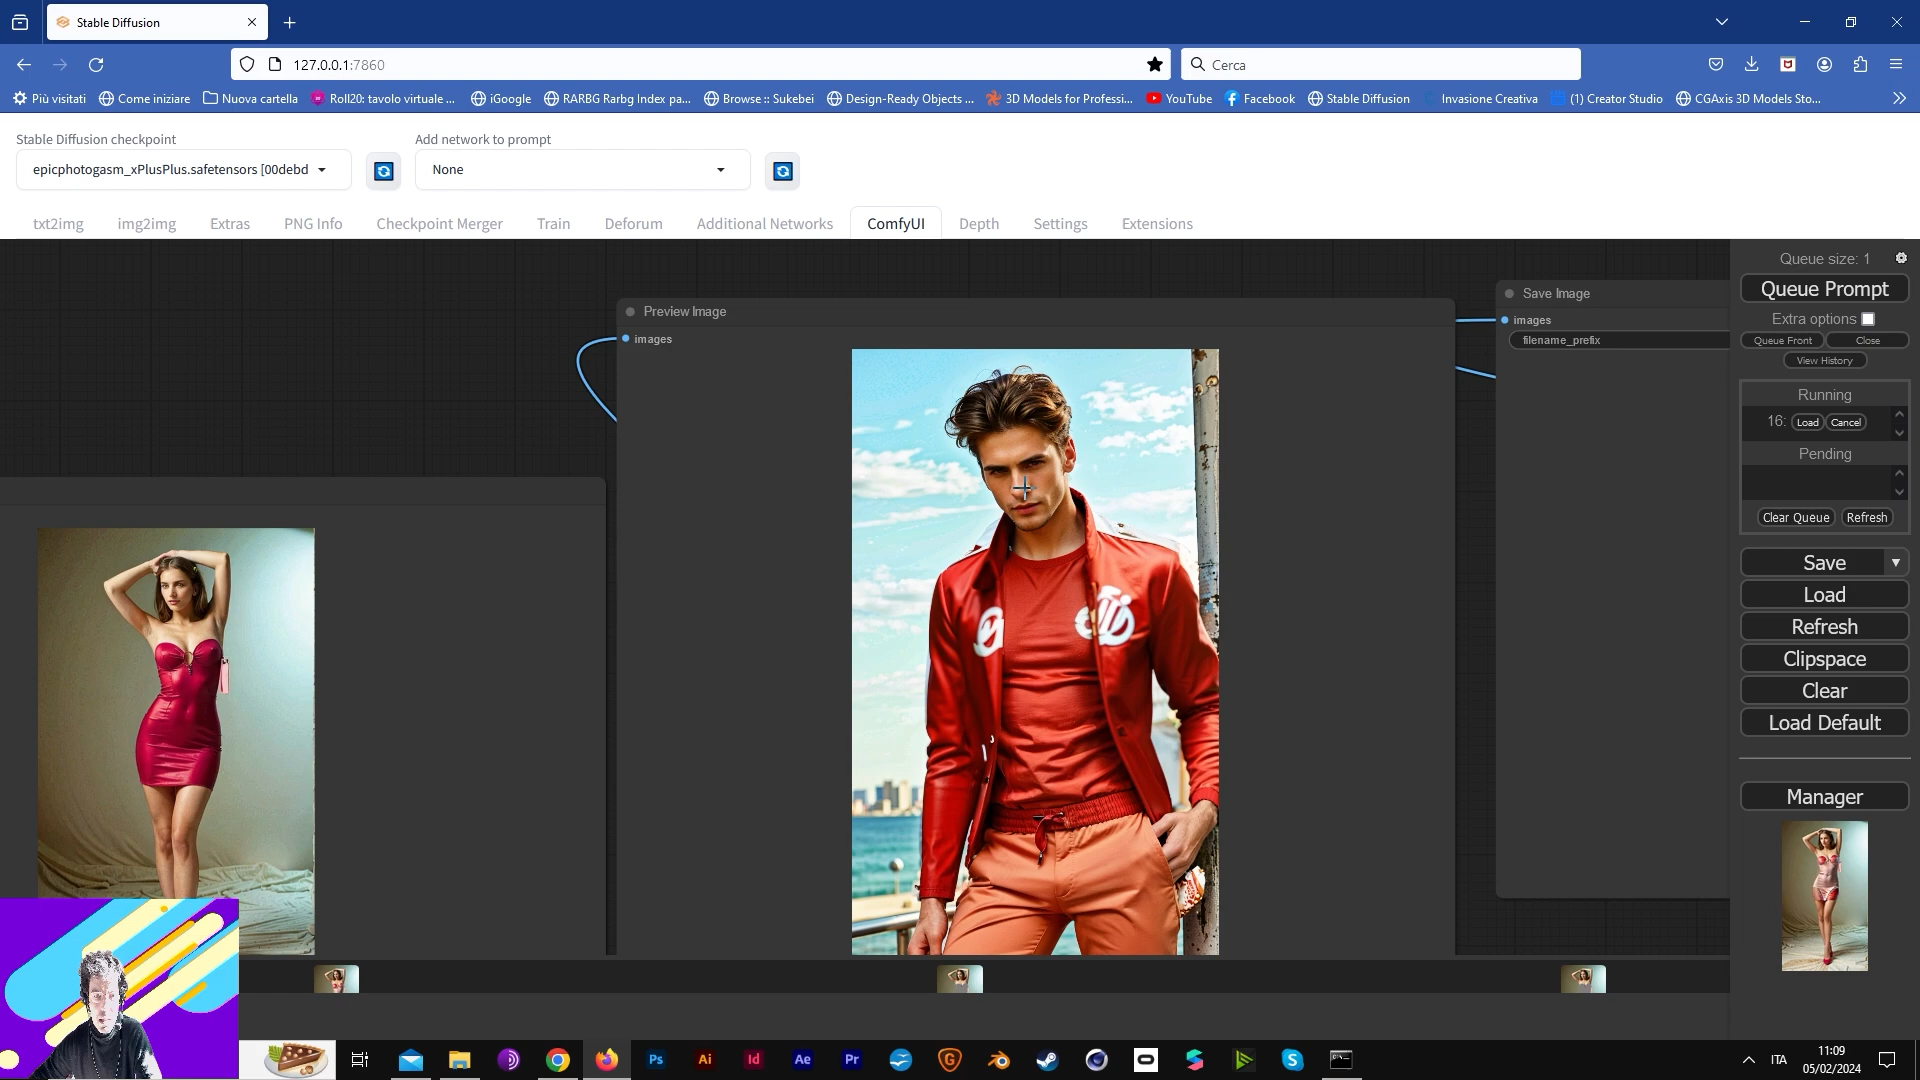 Stable Diffusion
127.0.0.1:7860
Cerca
Più visitati
Come iniziare
Nuova cartella
Roll20: tavolo virtuale ...
iGoogle
RARBG Rarbg Index pa...
Browse :: Sukebei
Design-Ready Objects ...
3D Models for Professi...
YouTube
Facebook
Stable Diffusion
Invasione Creativa
(1) Creator Studio
CGAxis 3D Models Sto...
Stable Diffusion checkpoint
Add network to prompt
epicphotogasm_xPlusPlus.safetensors [00debd
None
txt2img
img2img
Extras
PNG Info
Checkpoint Merger
Train
Deforum
Additional Networks
ComfyUI
Depth
Settings
Extensions
Preview Image
images
Save Image
images
filename_prefix
Queue size: 1
Queue Prompt
Extra options
Queue Front
Close
View History
Running
16:
Load
Cancel
Pending
Clear Queue
Refresh
Save
Load
Refresh
Clipspace
Clear
Load Default
Manager
Ps
Ai
Id
Ae
Pr
ITA
11:09
05/02/2024